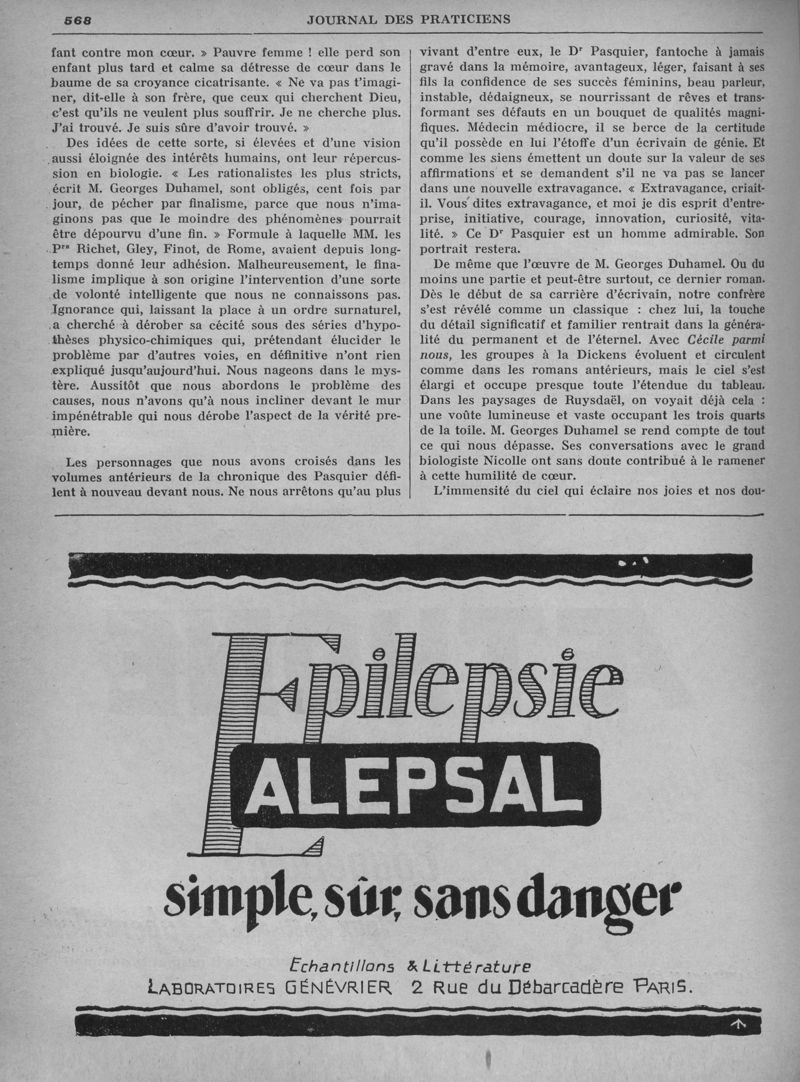 568
JOURNAL DES PRATICIENS
fant contre mon cœur. » Pauvre femme ! elle perd son
enfant plus tard et calme sa détresse de cœur dans le
baume de sa croyance cicatrisante. « Ne va pas t'imagi-
ner, dit-elle à son frère, que ceux qui cherchent Dieu,
c'est qu'ils ne veulent plus souffrir. Je ne cherche plus.
J'ai trouvé. Je suis sûre d'avoir trouvé. »
Des idées de cette sorte, si élevées et d'une vision
aussi éloignée des intérêts humains, ont leur répercus-
sion en biologie. « Les rationalistes les plus stricts,
écrit M. Georges Duhamel, sont obligés, cent fois par
jour, de pécher par finalisme, parce que nous n'ima-
ginons pas que le moindre des phénomènes pourrait
être dépourvu d'une fin. » Formule à laquelle MM. les
Prs Richet, Gley, Finot, de Rome, avaient depuis long-
temps donné leur adhésion. Malheureusement, le fina-
lisme implique à son origine l'intervention d'une sorte
de volonté intelligente que nous ne connaissons pas.
Ignorance qui, laissant la place à un ordre surnaturel,
a cherché à dérober sa cécité sous des séries d'hypo-
thèses physico-chimiques qui, prétendant élucider le
problème par d'autres voies, en définitive n'ont rien
expliqué jusqu'aujourd'hui. Nous nageons dans le mys-
tère. Aussitôt que nous abordons le problème des
causes, nous n'avons qu'à nous incliner devant le mur
impénétrable qui nous dérobe l'aspect de la vérité pre-
mière.
Les personnages que nous avons croisés dans les
volumes antérieurs de la chronique des Pasquier défi-
lent à nouveau devant nous. Ne nous arrêtons qu'au plus
vivant d'entre eux, le Dr Pasquier, fantoche à jamais
gravé dans la mémoire, avantageux, léger, faisant à ses
fils la confidence de ses succès féminins, beau parleur,
instable, dédaigneux, se nourrissant de rêves et trans-
formant ses défauts en un bouquet de qualités magni-
fiques. Médecin médiocre, il se berce de la certitude
qu'il possède en lui l'étoffe d'un écrivain de génie. Et
comme les siens émettent un doute sur la valeur de ses
affirmations et se demandent s'il ne va pas se lancer
dans une nouvelle extravagance. « Extravagance, criait-
il. Vous dites extravagance, et moi je dis esprit d'entre-
prise, initiative, courage, innovation, curiosité, vita-
lité. » Ce Dr Pasquier est un homme admirable. Son
portrait restera.
De même que l'œuvre de M. Georges Duhamel. Ou du
moins une partie et peut-être surtout, ce dernier roman.
Dès le début de sa carrière d'écrivain, notre confrère
s'est révélé comme un classique : chez lui, la touche
du détail significatif et familier rentrait dans la généra-
lité du permanent et de l'éternel. Avec Cécile parmi
nous, les groupes à la Dickens évoluent et circulent
comme dans les romans antérieurs, mais le ciel s'est
élargi et occupe presque toute l'étendue du tableau.
Dans les paysages de Ruysdaël, on voyait déjà cela :
une voûte lumineuse et vaste occupant les trois quarts
de la toile. M. Georges Duhamel se rend compte de tout
ce qui nous dépasse. Ses conversations avec le grand
biologiste Nicolle ont sans doute contribué à le ramener
à cette humilité de cœur.
L'immensité du ciel qui éclaire nos joies et nos dou-
Epilepsie
ALEPSAL
simple, sûr, sans danger
Echantillons & Littérature
LABORATOIRES GÉNÉVRIER 2 Rue du Débarcadère PARIS.